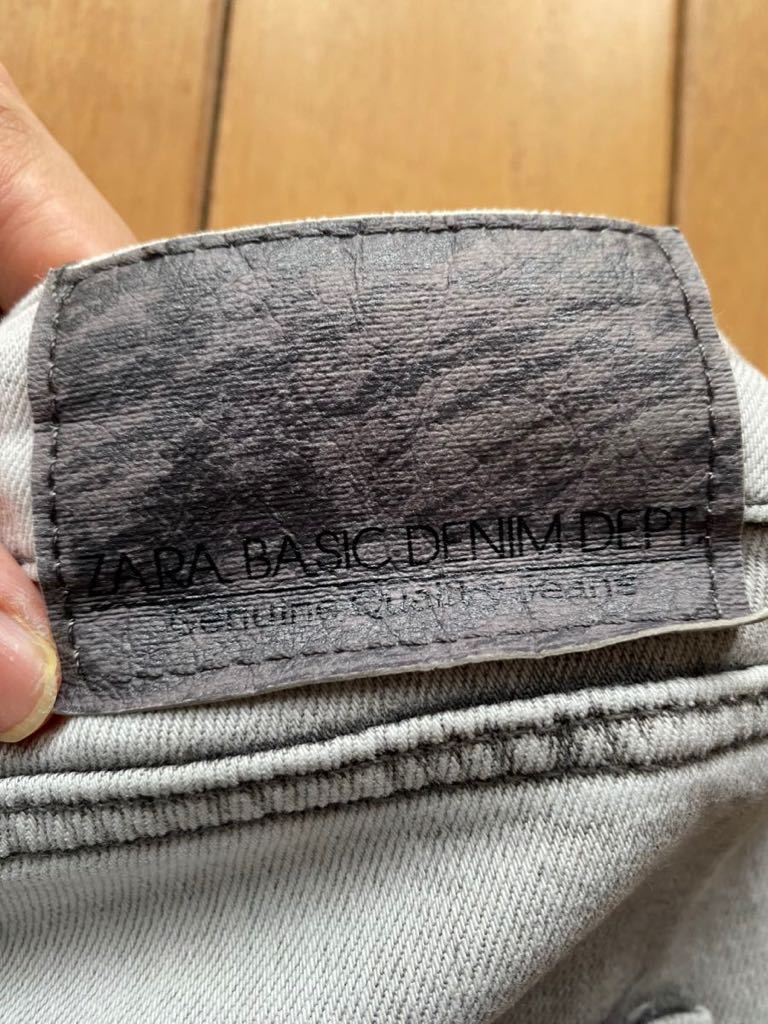 ZARA BASIC DENIM DEPT.
Genuine Quality Jeans